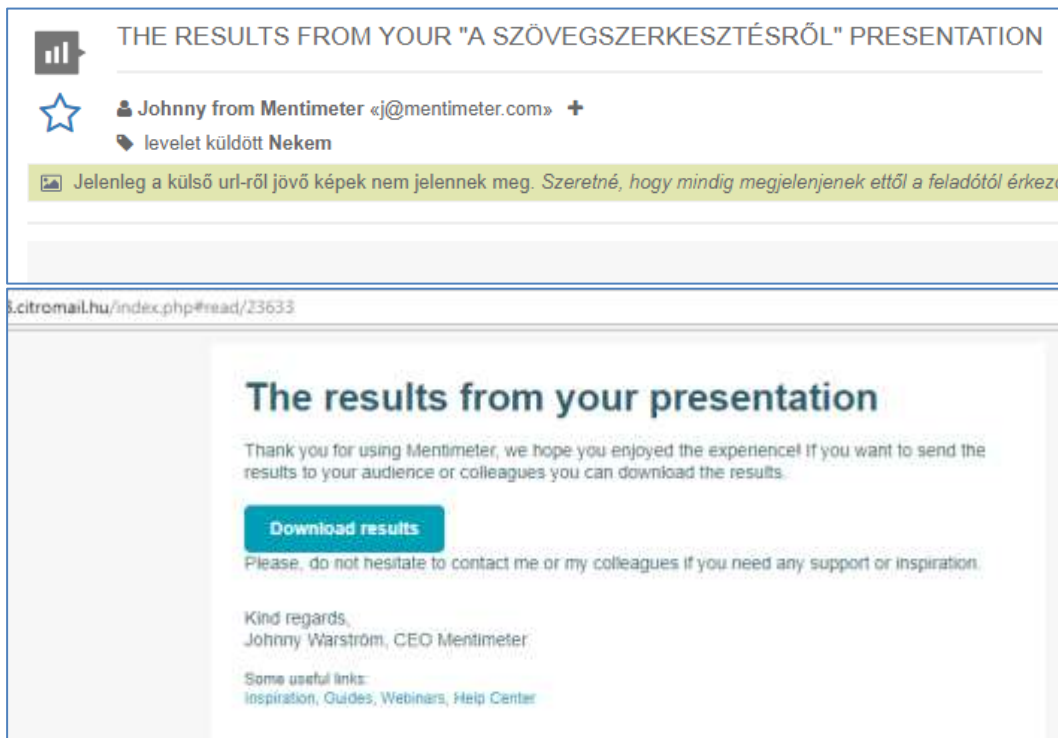 THE RESULTS FROM YOUR "A SZÖVEGSZERKESZTÉSRŐL" PRESENTATION
Johnny from Mentimeter «j@mentimeter.com» +
levelet küldött Nekem
Jelenleg a külső url-ről jövő képek nem jelennek meg. Szeretné, hogy mindig megjelenjenek ettől a feladótól
.citromail.hu/index.php#read/23633
The results from your presentation
Thank you for using Mentimeter, we hope you enjoyed the experience! If you want to send the
results to your audience or colleagues you can download the results.
Download results
Please, do not hesitate to contact me or my colleagues if you need any support or inspiration.
Kind regards,
Johnny Warström, CEO Mentimeter
Some useful links:
Inspiration, Guides, Webinars, Help Center